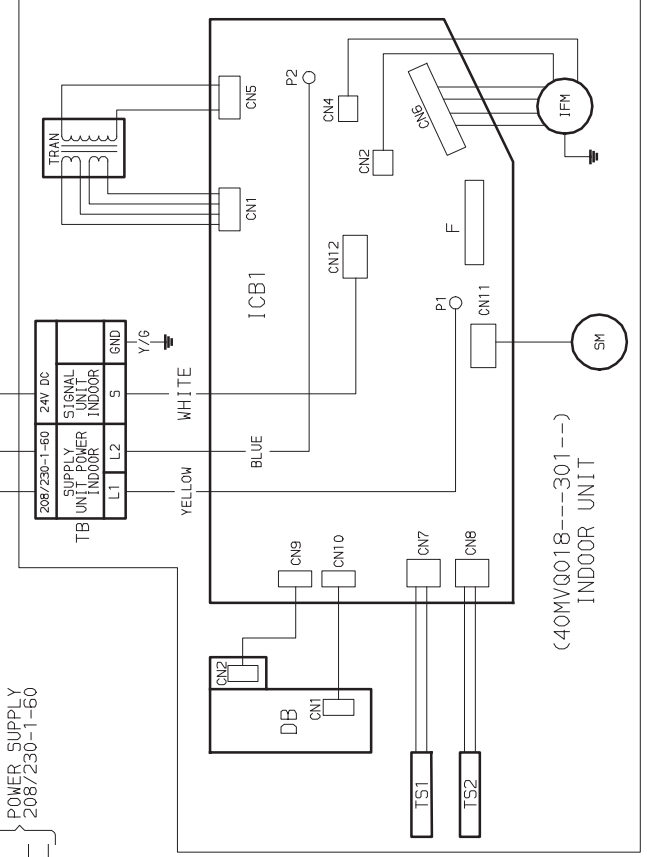 POWER SUPPLY
208/230-1-60
TB
208/230-1-60
24V DC
INDOOR
UNIT POWER
SUPPLY
INDOOR
UNIT
SIGNAL
L1
L2
S
GND
Y/G
YELLOW
BLUE
WHITE
TRAN
CN1
CN5
ICB1
P2
CN4
CN2
CN6
IFM
CN12
F
P1
CN11
SM
CN9
CN10
CN7
CN8
CN2
CN1
DB
TS1
TS2
(40MVQ018---301--)
INDOOR UNIT